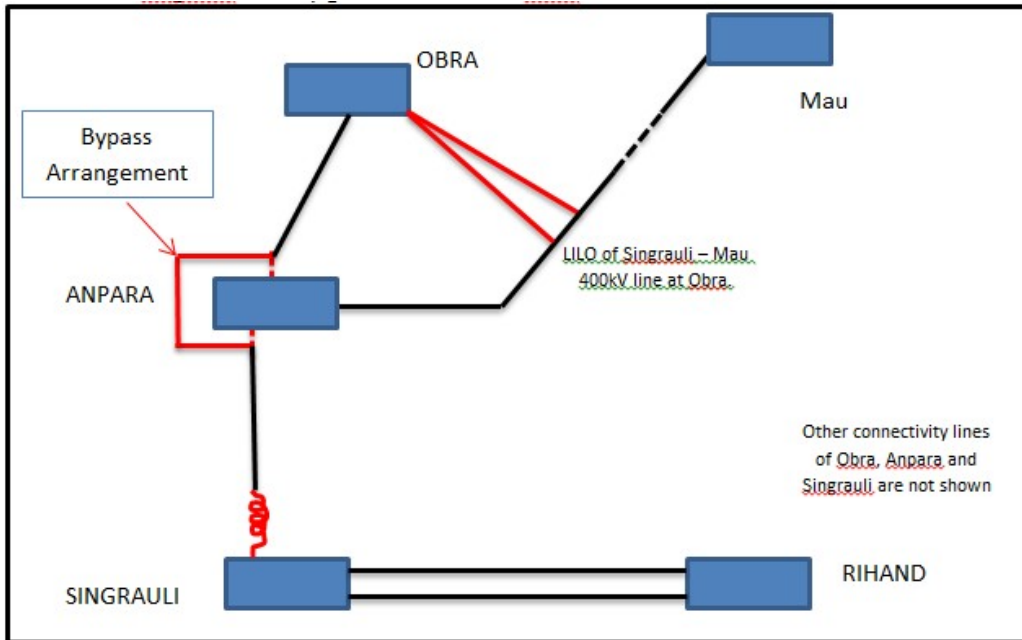 OBRA
Mau
Bypass
Arrangement
LILO of Singrauli – Mau
400kV line at Obra.
ANPARA
Other connectivity lines
of Obra, Anpara and
Singrauli are not shown
SINGRAULI
RIHAND